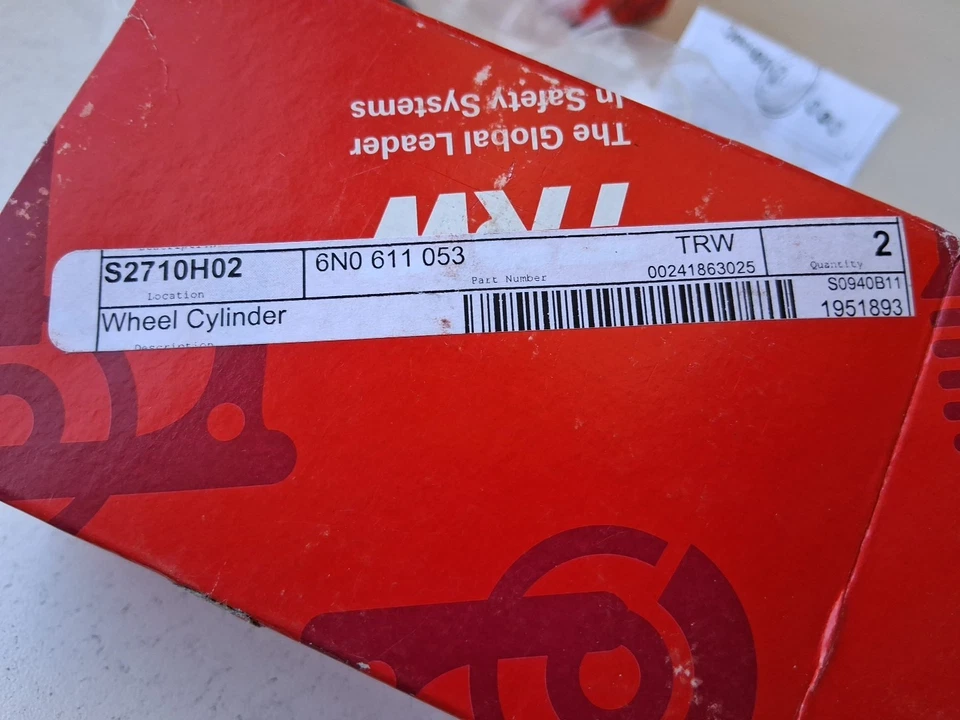 The Global Leader
In Safety Systems
TRW
S2710H02
Location
6N0 611 053
Part Number
TRW
00241863025
2
Quantity
Wheel Cylinder
Description
S0940B11
1951893